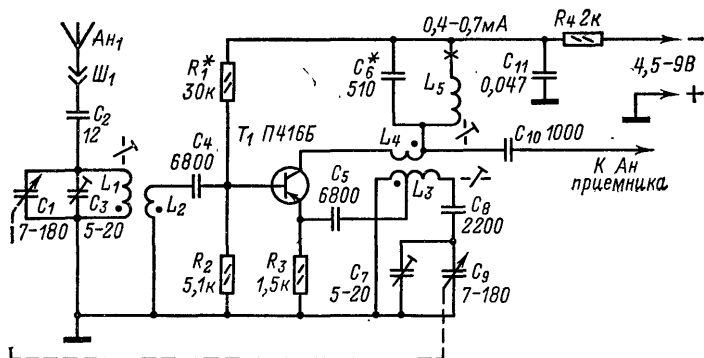 Ан₁
Ш₁
C₂
12
C₁
7-180
C₃
5-20
L₁
L₂
C₄
6800
R₁*
30к
R₂
5,1к
T₁ П416Б
R₃
1,5к
C₅
6800
0,4-0,7мА
C₆*
510
L₅
L₄
L₃
C₇
5-20
C₈
2200
C₉
7-180
C₁₀ 1000
К Ан
приемника
C₁₁
0,047
R₄ 2к
-
4,5-9В
+